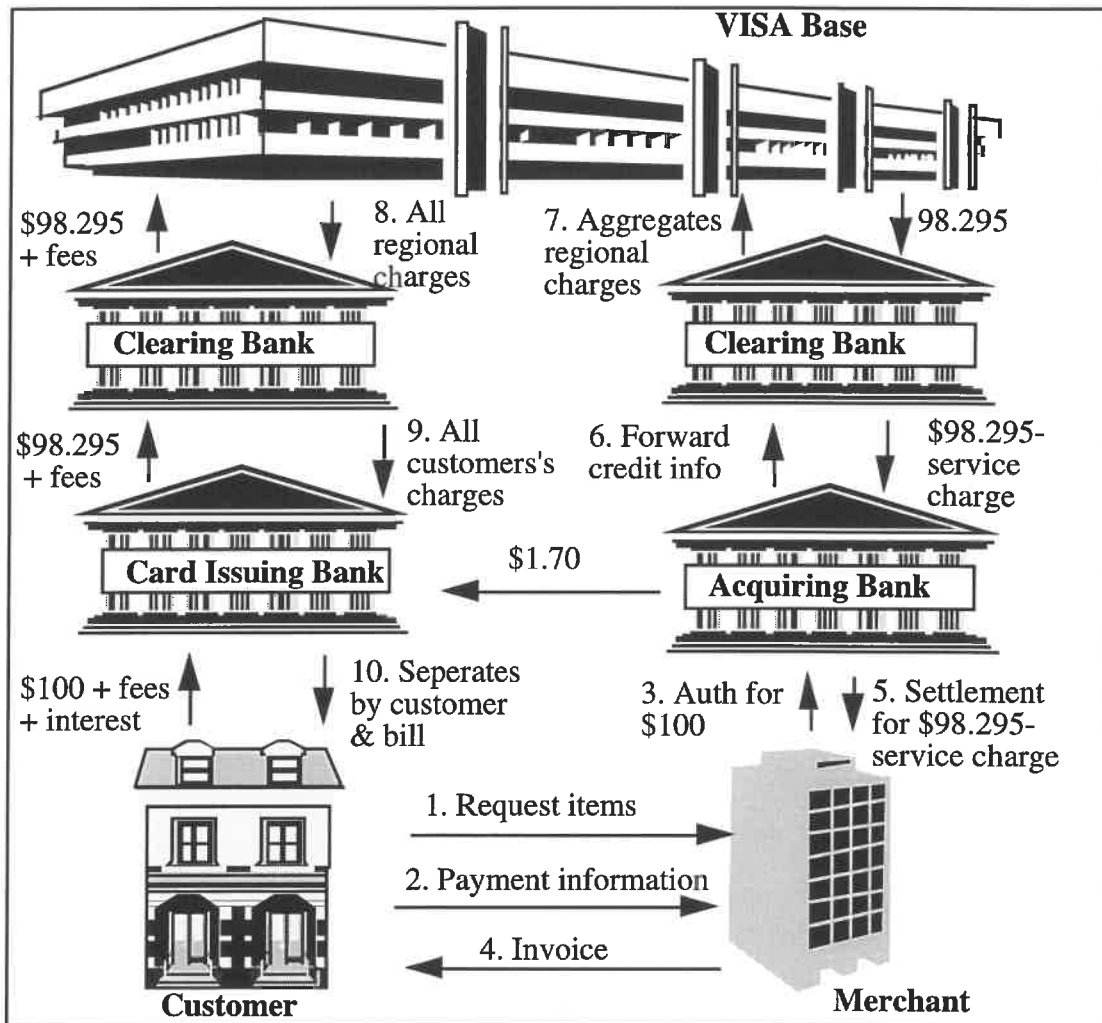 VISA Base
$98.295
+ fees
8. All
regional
charges
7. Aggregates
regional
charges
98.295
Clearing Bank
Clearing Bank
$98.295
+ fees
9. All
customers's
charges
6. Forward
credit info
$98.295-
service
charge
Card Issuing Bank
$1.70
Acquiring Bank
$100 + fees
+ interest
10. Seperates
by customer
& bill
3. Auth for
$100
5. Settlement
for $98.295-
service charge
1. Request items
2. Payment information
4. Invoice
Customer
Merchant